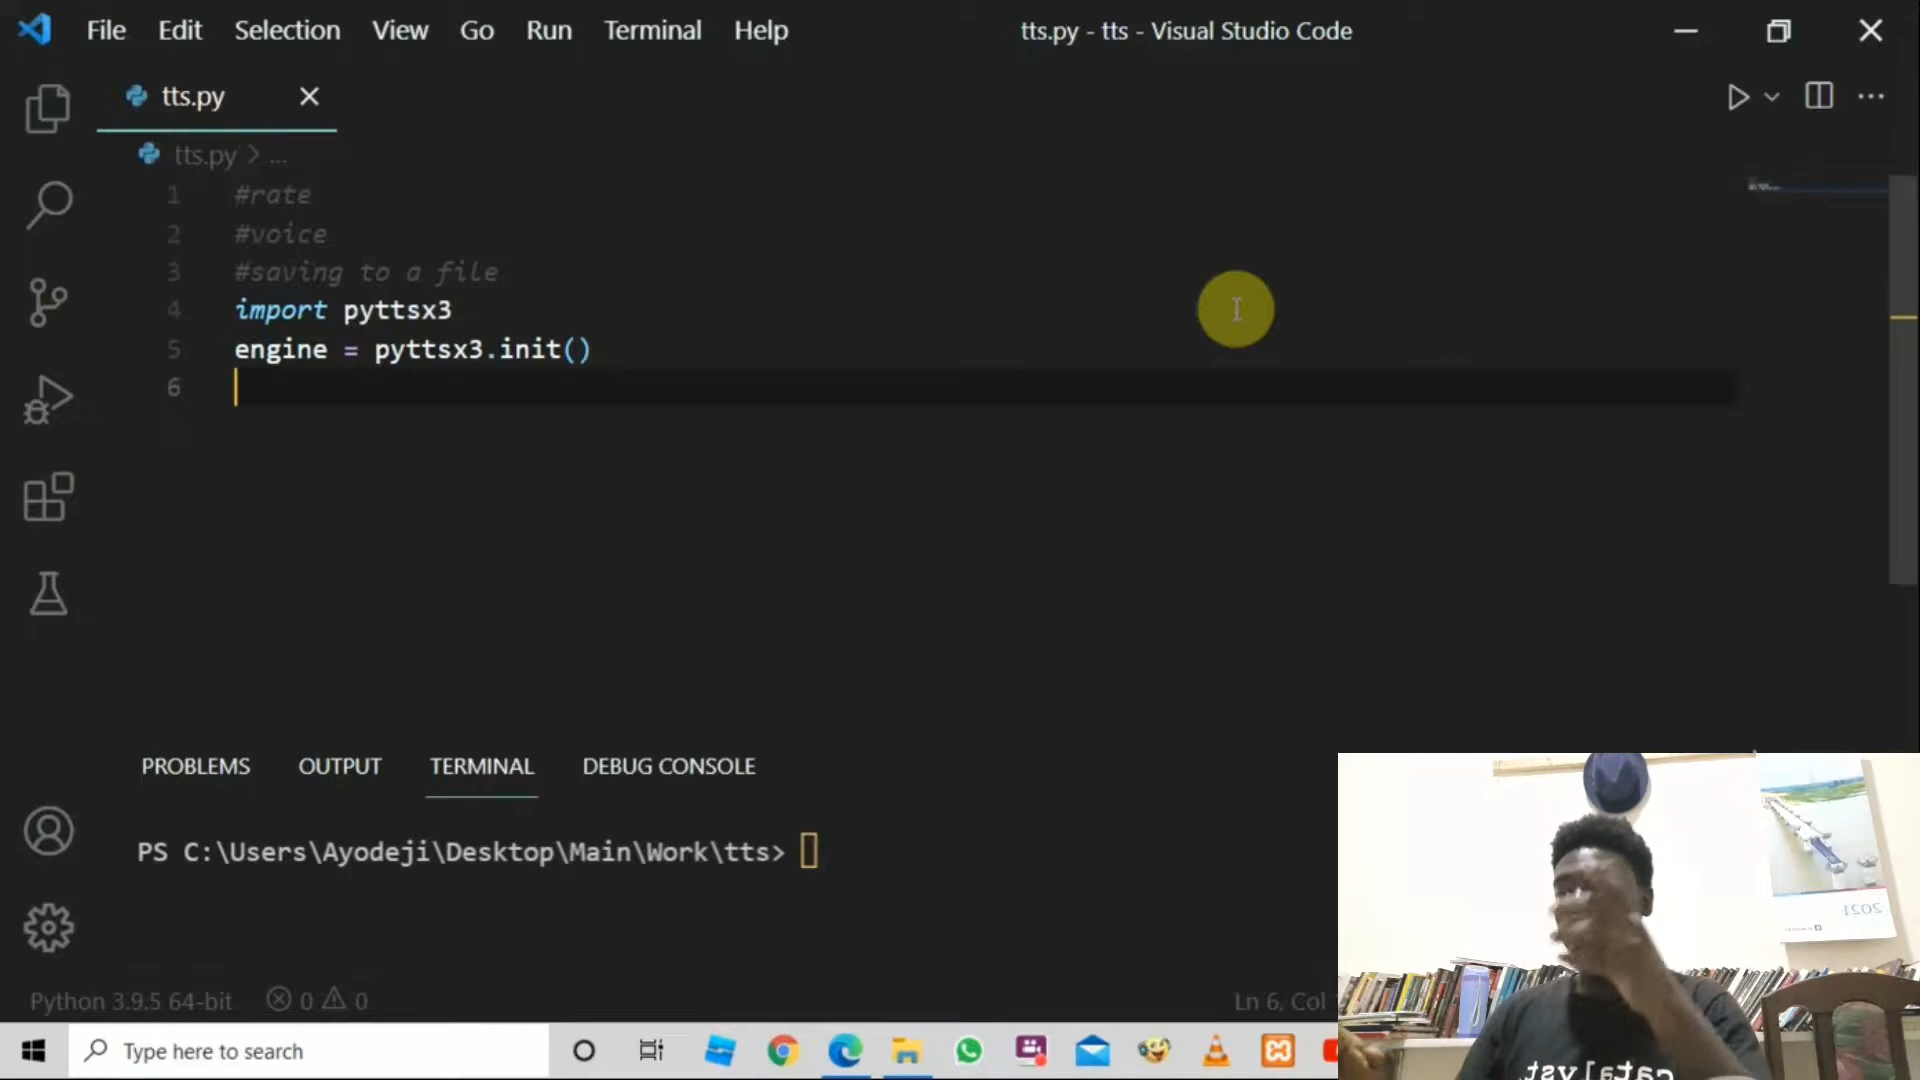 File Edit Selection View Go Run Terminal Help tts.py - tts - Visual Studio Code
tts.py
tts.py > ...
1 #rate
2 #voice
3 #saving to a file
4 import pyttsx3
5 engine = pyttsx3.init()
6
PROBLEMS OUTPUT TERMINAL DEBUG CONSOLE
PS C:\Users\Ayodeji\Desktop\Main\Work\tts>
2021
catalyst
Python 3.9.5 64-bit 0 0 Ln 6, Col
Type here to search